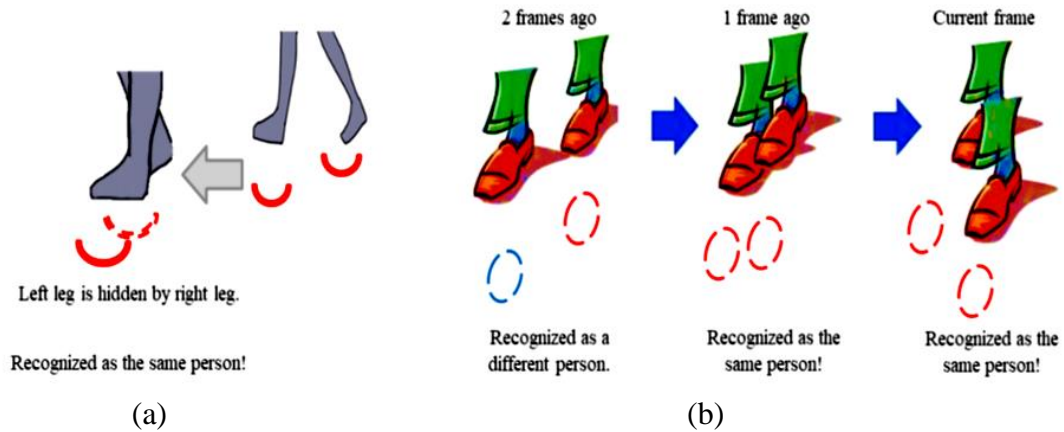 2 frames ago
1 frame ago
Current frame
Left leg is hidden by right leg.
Recognized as the same person!
Recognized as a
different person.
Recognized as the
same person!
Recognized as the
same person!
(a)
(b)